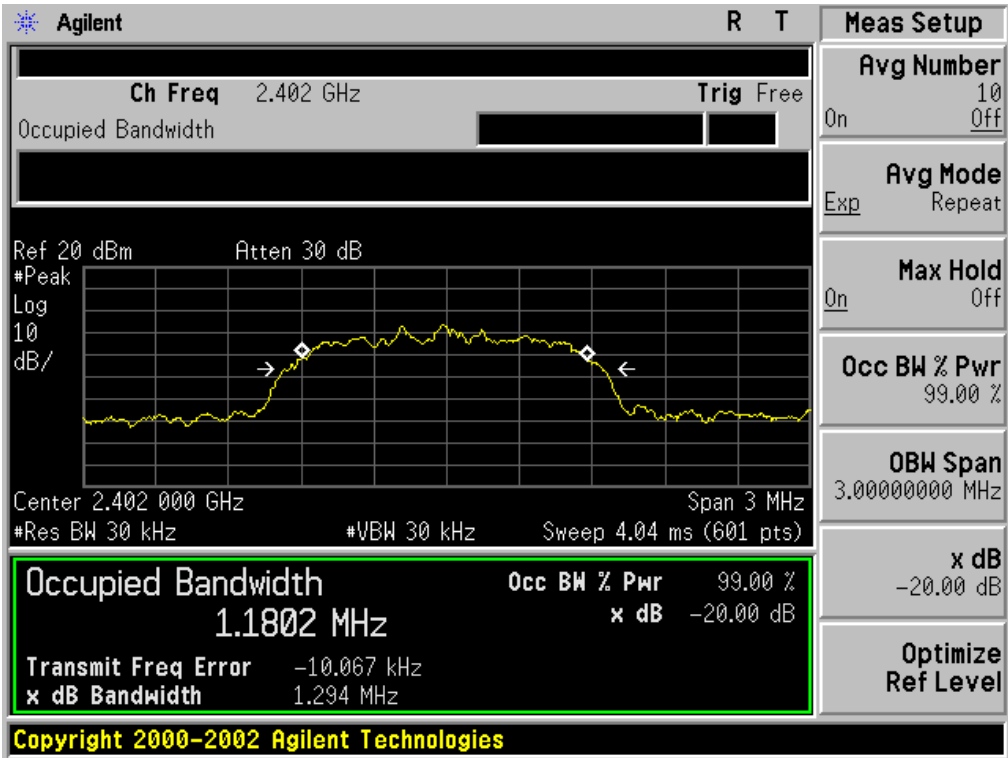 Agilent R T
Ch Freq 2.402 GHz Trig Free
Occupied Bandwidth
Ref 20 dBm Atten 30 dB
#Peak
Log
10
dB/
Center 2.402 000 GHz Span 3 MHz
#Res BW 30 kHz #VBW 30 kHz Sweep 4.04 ms (601 pts)
Occupied Bandwidth Occ BW % Pwr 99.00 %
1.1802 MHz x dB -20.00 dB
Transmit Freq Error -10.067 kHz
x dB Bandwidth 1.294 MHz
Copyright 2000-2002 Agilent Technologies
Meas Setup
Avg Number
10
On Off
Avg Mode
Exp Repeat
Max Hold
On Off
Occ BW % Pwr
99.00 %
OBW Span
3.00000000 MHz
x dB
-20.00 dB
Optimize
Ref Level